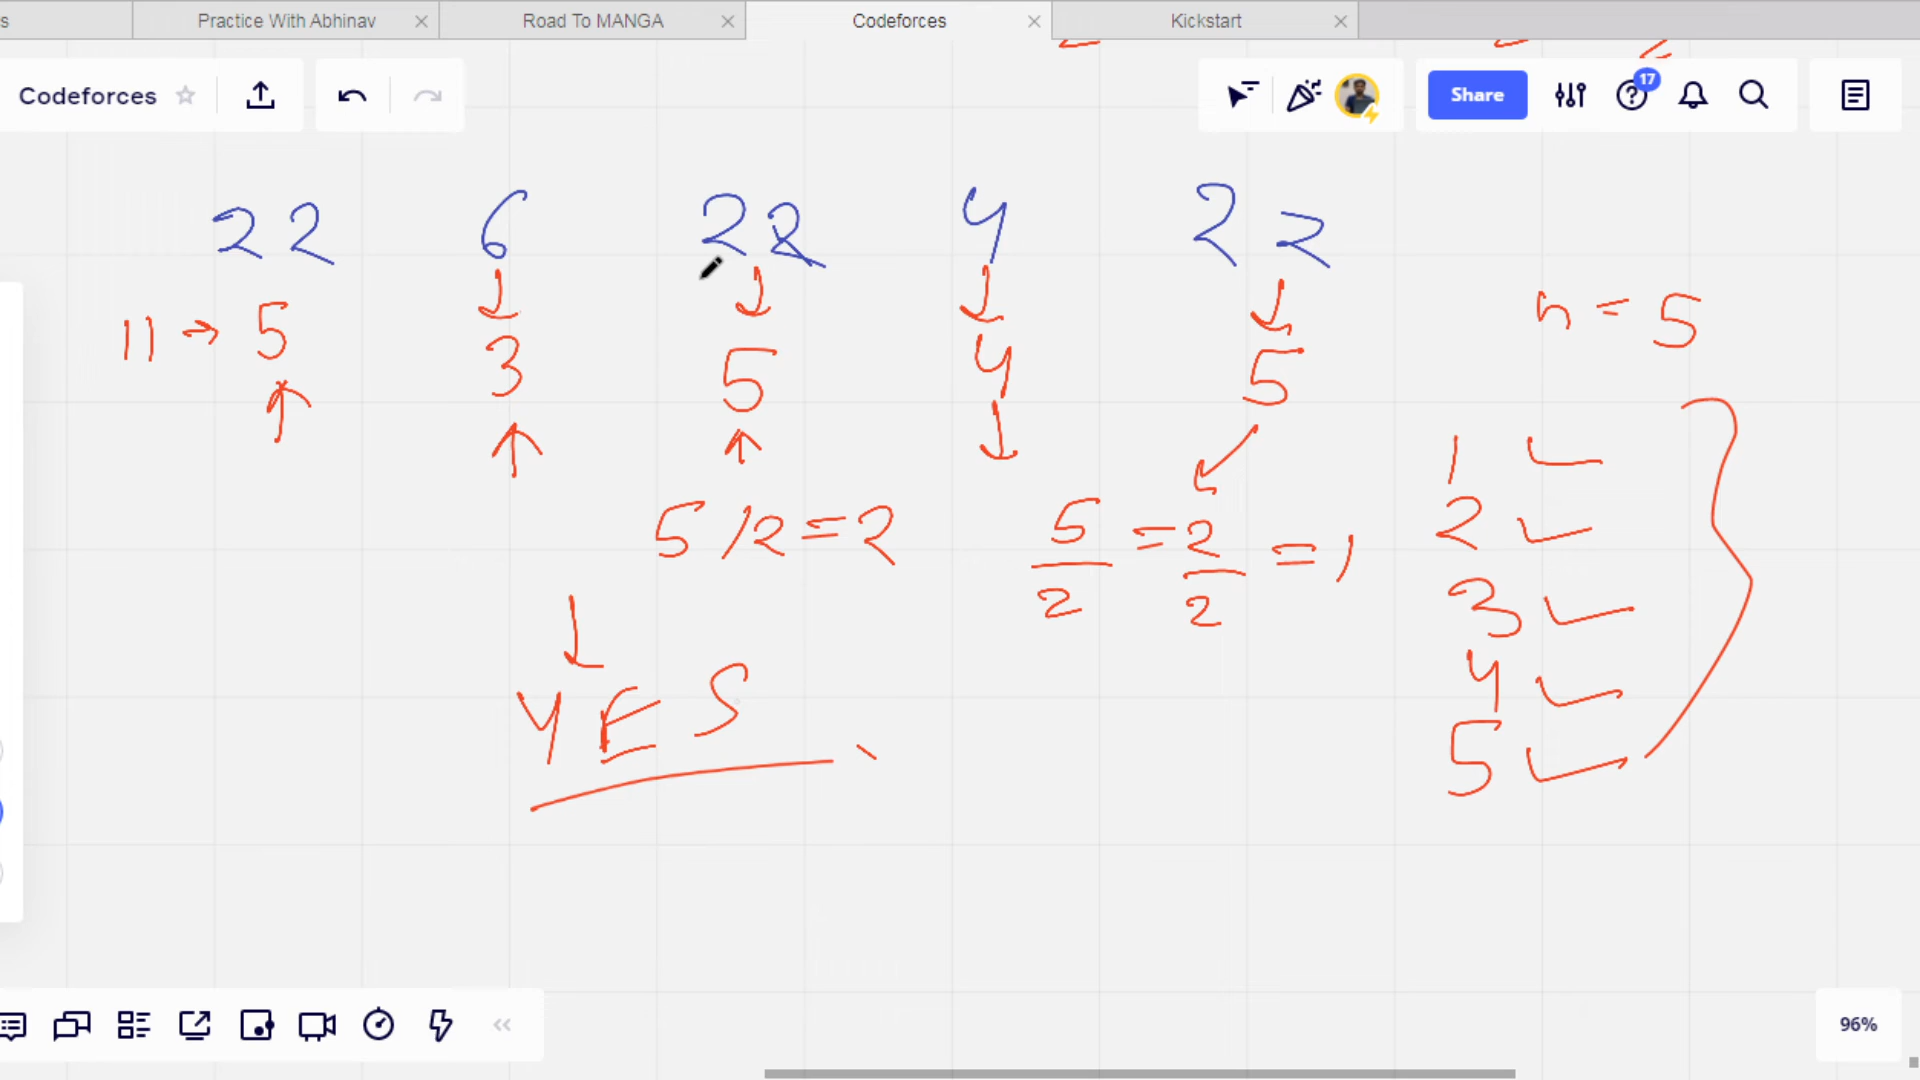 s Practice With Abhinav Road To MANGA Codeforces Kickstart
Codeforces Share 17
22 6 22 4 22
11 → 5 3 5 4 5 n = 5
5/2=2 5/2 = 2/2 = 1
1
2
3
4
5
YES
96%